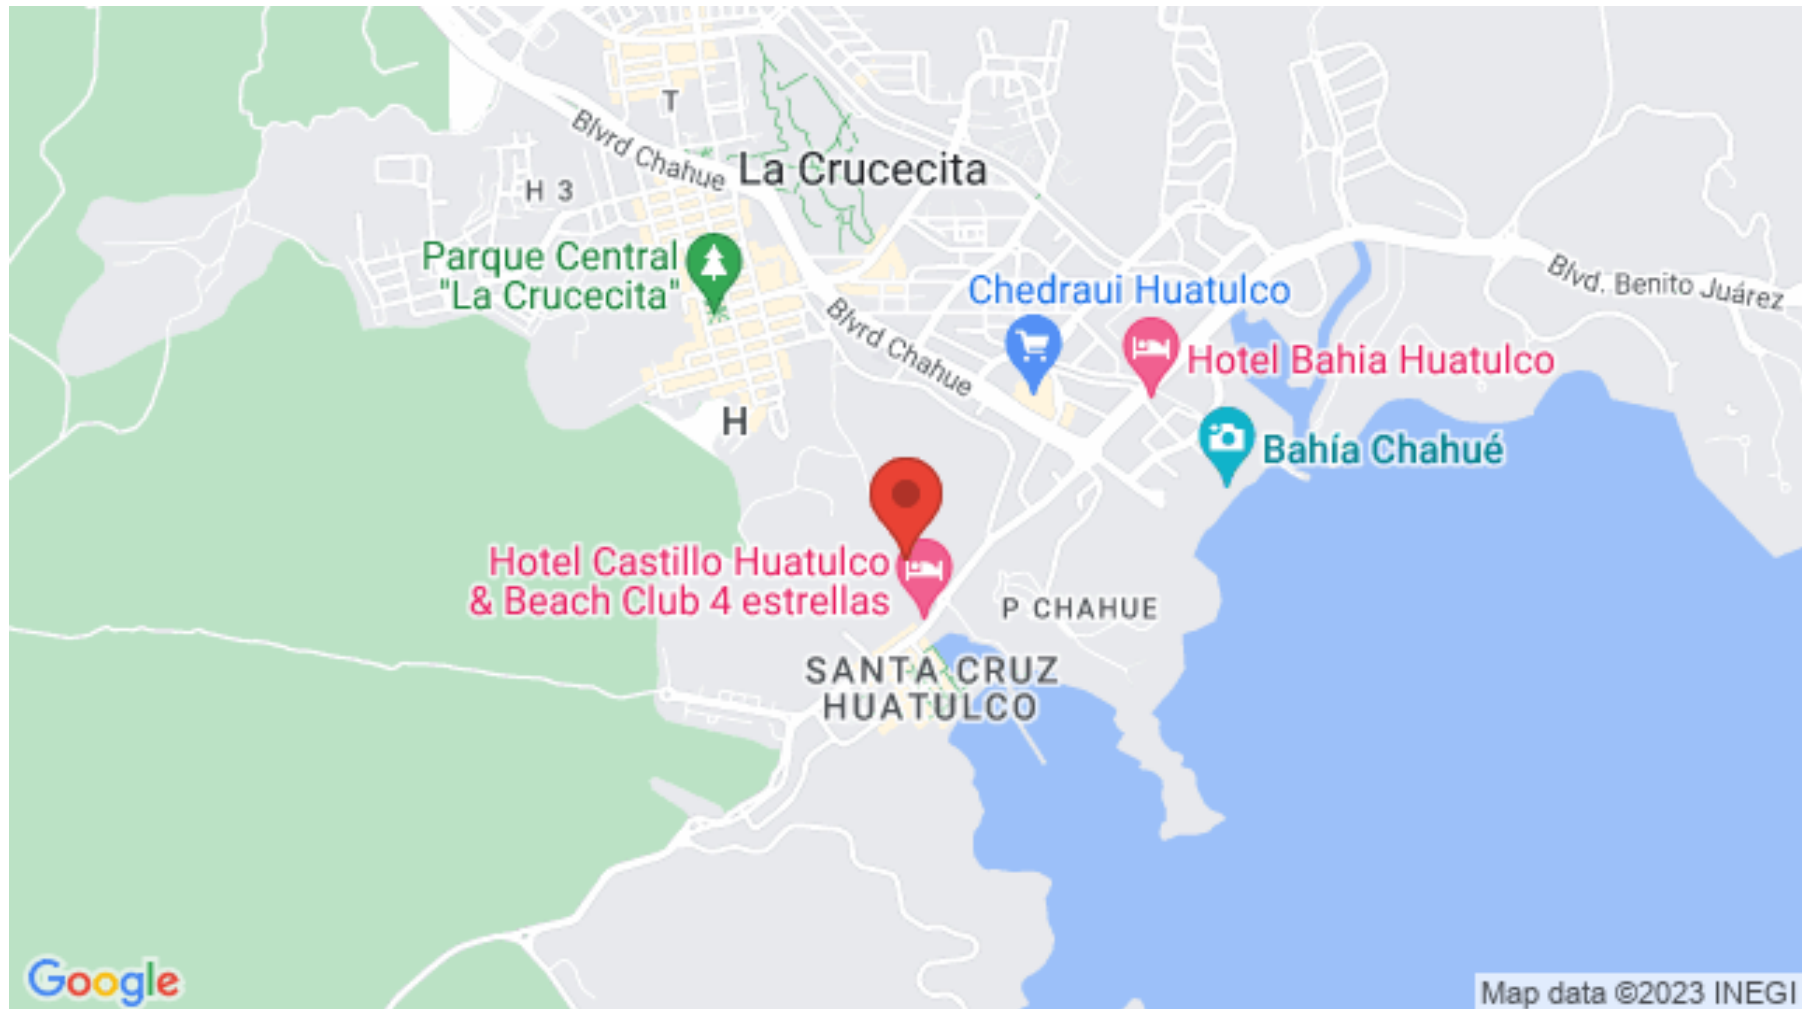 T
Blvrd Chahue
La Crucecita
H 3
Parque Central
"La Crucecita"
Blvd. Benito Juárez
Chedraui Huatulco
Blvrd Chahue
Hotel Bahia Huatulco
H
Bahía Chahué
Hotel Castillo Huatulco
& Beach Club 4 estrellas
P CHAHUE
SANTA CRUZ
HUATULCO
Google
Map data ©2023 INEGI